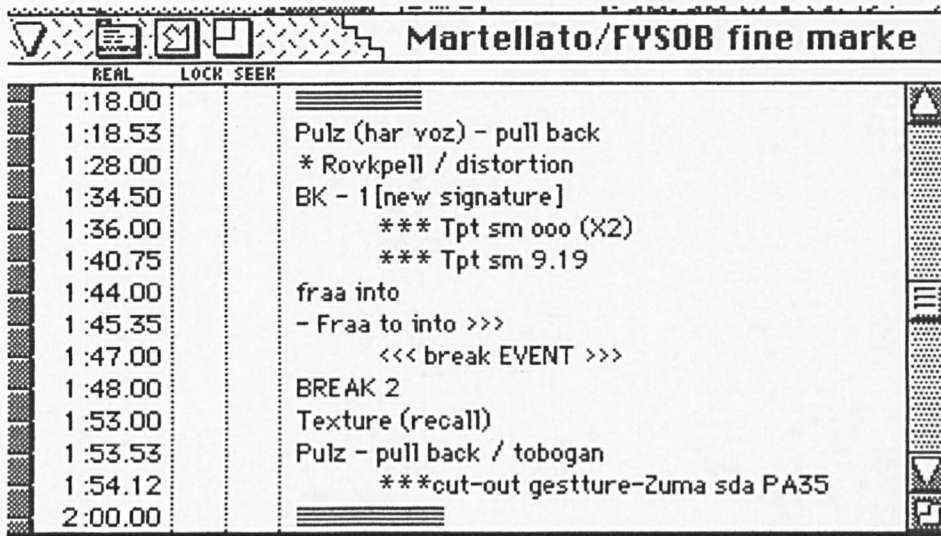 Martellato/FYSOB fine marke
REAL LOCK SEEK
1:18.00
1:18.53 Pulz (har voz) - pull back
1:28.00 * Rovkpell / distortion
1:34.50 BK - 1 [new signature]
1:36.00 *** Tpt sm ooo (X2)
1:40.75 *** Tpt sm 9.19
1:44.00 fraa into
1:45.35 - Fraa to into >>>
1:47.00 <<< break EVENT >>>
1:48.00 BREAK 2
1:53.00 Texture (recall)
1:53.53 Pulz - pull back / tobogan
1:54.12 ***cut-out gestture-Zuma sda PA35
2:00.00